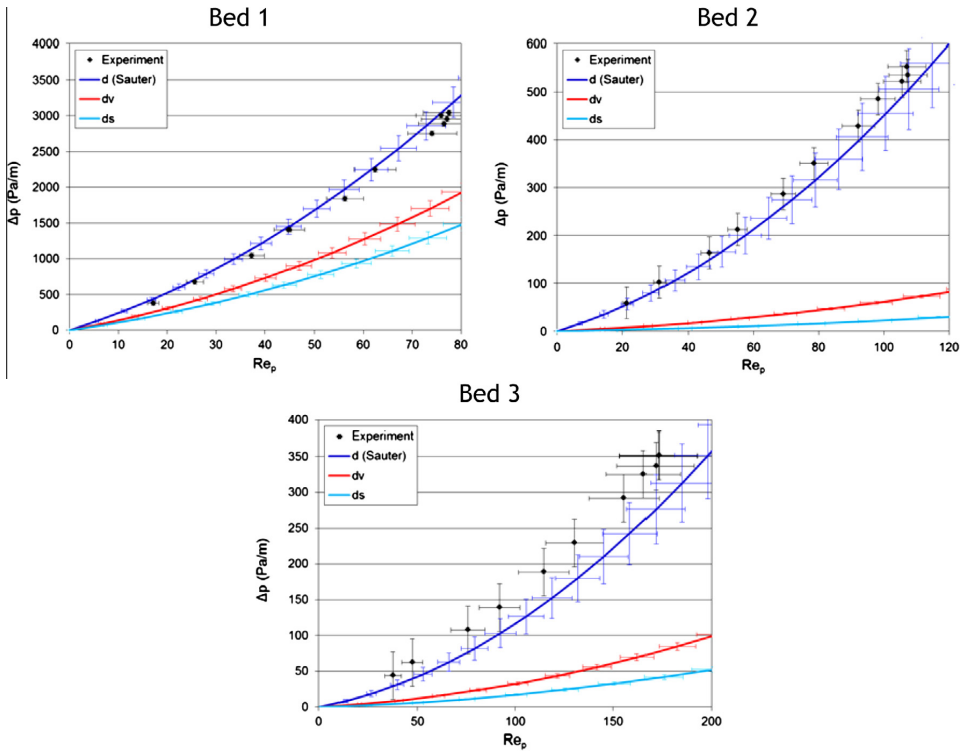 Bed 1
4000
3500
3000
2500
2000
1500
1000
500
0
Δp (Pa/m)
Experiment
d (Sauter)
dv
ds
0 10 20 30 40 50 60 70 80
Re_p
Bed 2
600
500
400
300
200
100
0
Δp (Pa/m)
Experiment
d (Sauter)
dv
ds
0 20 40 60 80 100 120
Re_p
Bed 3
400
350
300
250
200
150
100
50
0
Δp (Pa/m)
Experiment
d (Sauter)
dv
ds
0 50 100 150 200
Re_p